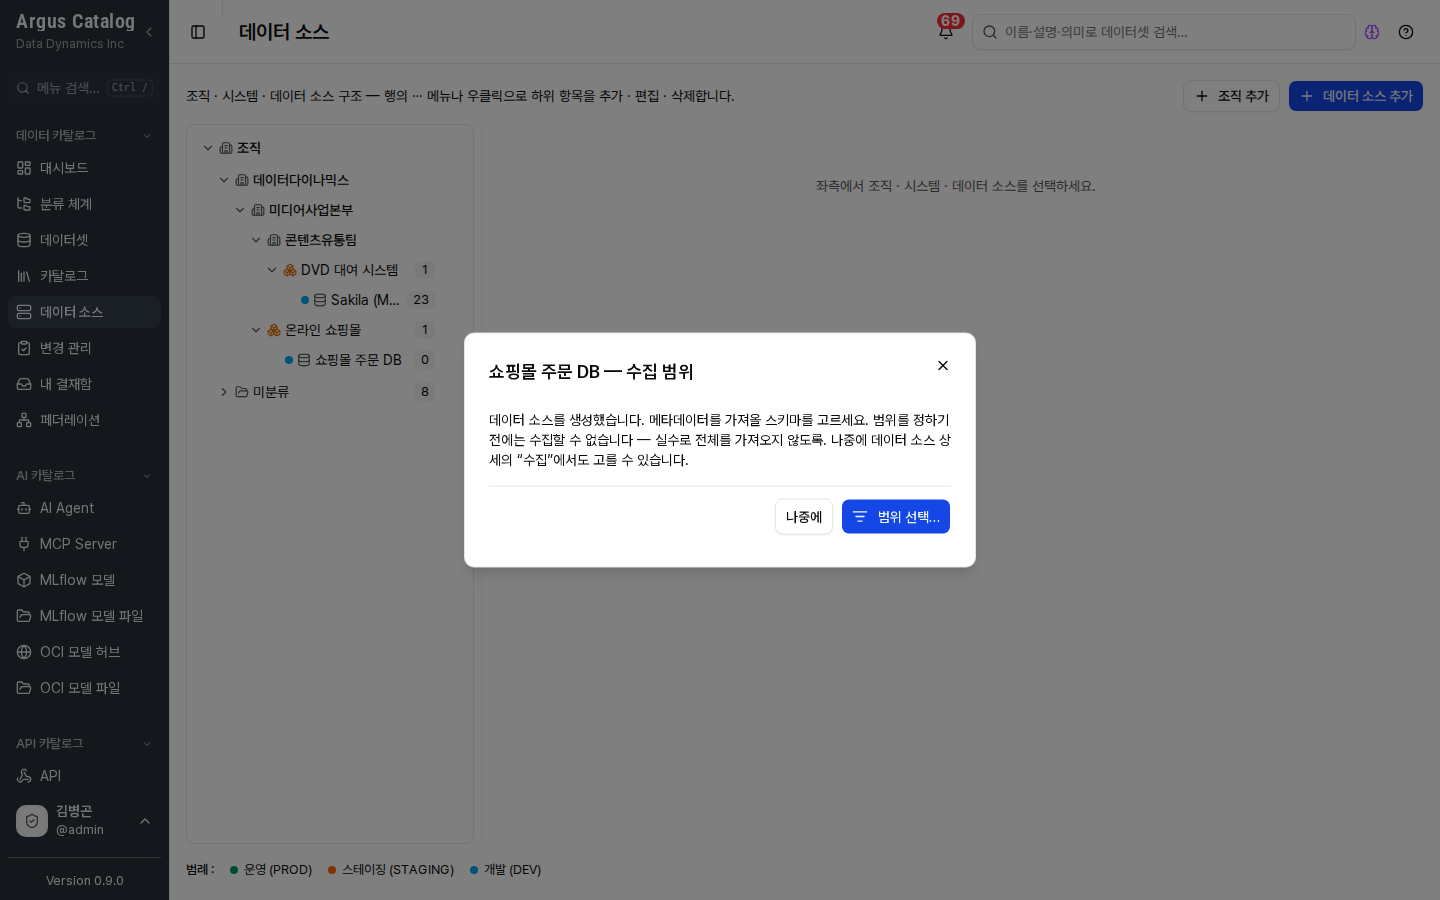 Argus Catalog
Data Dynamics Inc
메뉴 검색... Ctrl /
데이터 카탈로그
대시보드
분류 체계
데이터셋
카탈로그
데이터 소스
변경 관리
내 결재함
페더레이션
AI 카탈로그
AI Agent
MCP Server
MLflow 모델
MLflow 모델 파일
OCI 모델 허브
OCI 모델 파일
API 카탈로그
API
김병곤
@admin
Version 0.9.0
데이터 소스
69
이름·설명·의미로 데이터셋 검색...
조직 · 시스템 · 데이터 소스 구조 — 행의 ⋯ 메뉴나 우클릭으로 하위 항목을 추가 · 편집 · 삭제합니다.
조직 추가
데이터 소스 추가
조직
데이터다이나믹스
미디어사업본부
콘텐츠유통팀
DVD 대여 시스템 1
Sakila (M... 23
온라인 쇼핑몰 1
쇼핑몰 주문 DB 0
미분류 8
좌측에서 조직 · 시스템 · 데이터 소스를 선택하세요.
쇼핑몰 주문 DB — 수집 범위
데이터 소스를 생성했습니다. 메타데이터를 가져올 스키마를 고르세요. 범위를 정하기
전에는 수집할 수 없습니다 — 실수로 전체를 가져오지 않도록. 나중에 데이터 소스 상
세의 “수집”에서도 고를 수 있습니다.
나중에
범위 선택...
범례 : 운영 (PROD) 스테이징 (STAGING) 개발 (DEV)